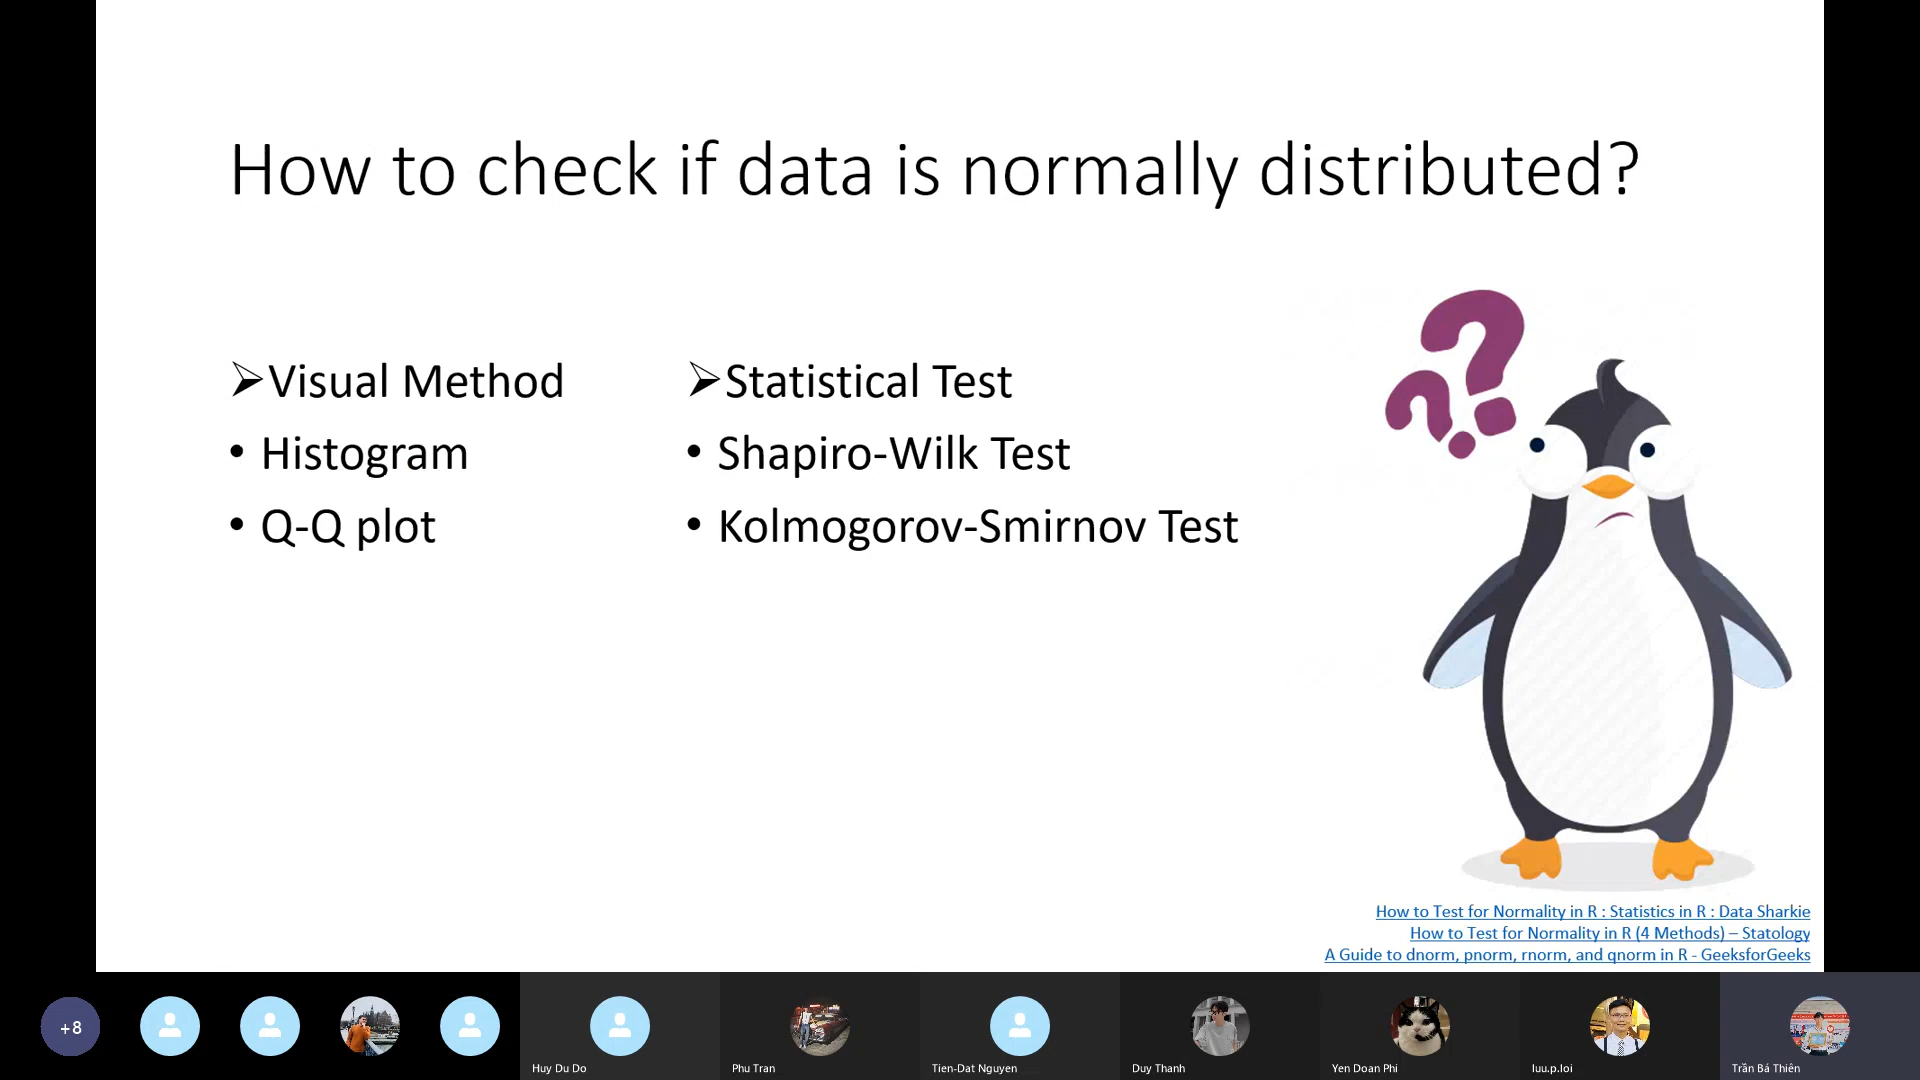 How to check if data is normally distributed?
➢Visual Method
• Histogram
• Q-Q plot
➢Statistical Test
• Shapiro-Wilk Test
• Kolmogorov-Smirnov Test
How to Test for Normality in R : Statistics in R : Data Sharkie
How to Test for Normality in R (4 Methods) – Statology
A Guide to dnorm, pnorm, rnorm, and qnorm in R - GeeksforGeeks
+8
Huy Du Do
Phu Tran
Tien-Dat Nguyen
Duy Thanh
Yen Doan Phi
luu.p.loi
Trần Bá Thiên